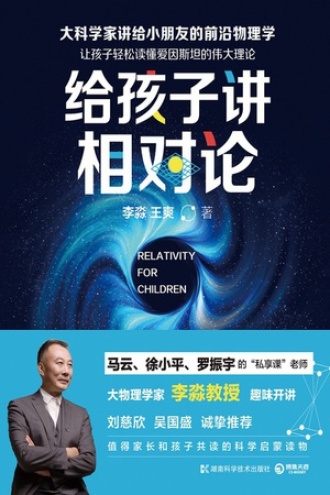 大科学家讲给小朋友的前沿物理学
让孩子轻松读懂爱因斯坦的伟大理论
给孩子讲
相对论
李淼 王爽 著
RELATIVITY
FOR
CHILDREN
马云、徐小平、罗振宇 的“私享课”老师
大物理学家 李淼教授 趣味开讲
刘慈欣 吴国盛 诚挚推荐
值得家长和孩子共读的科学启蒙读物
湖南科学技术出版社 博集天卷